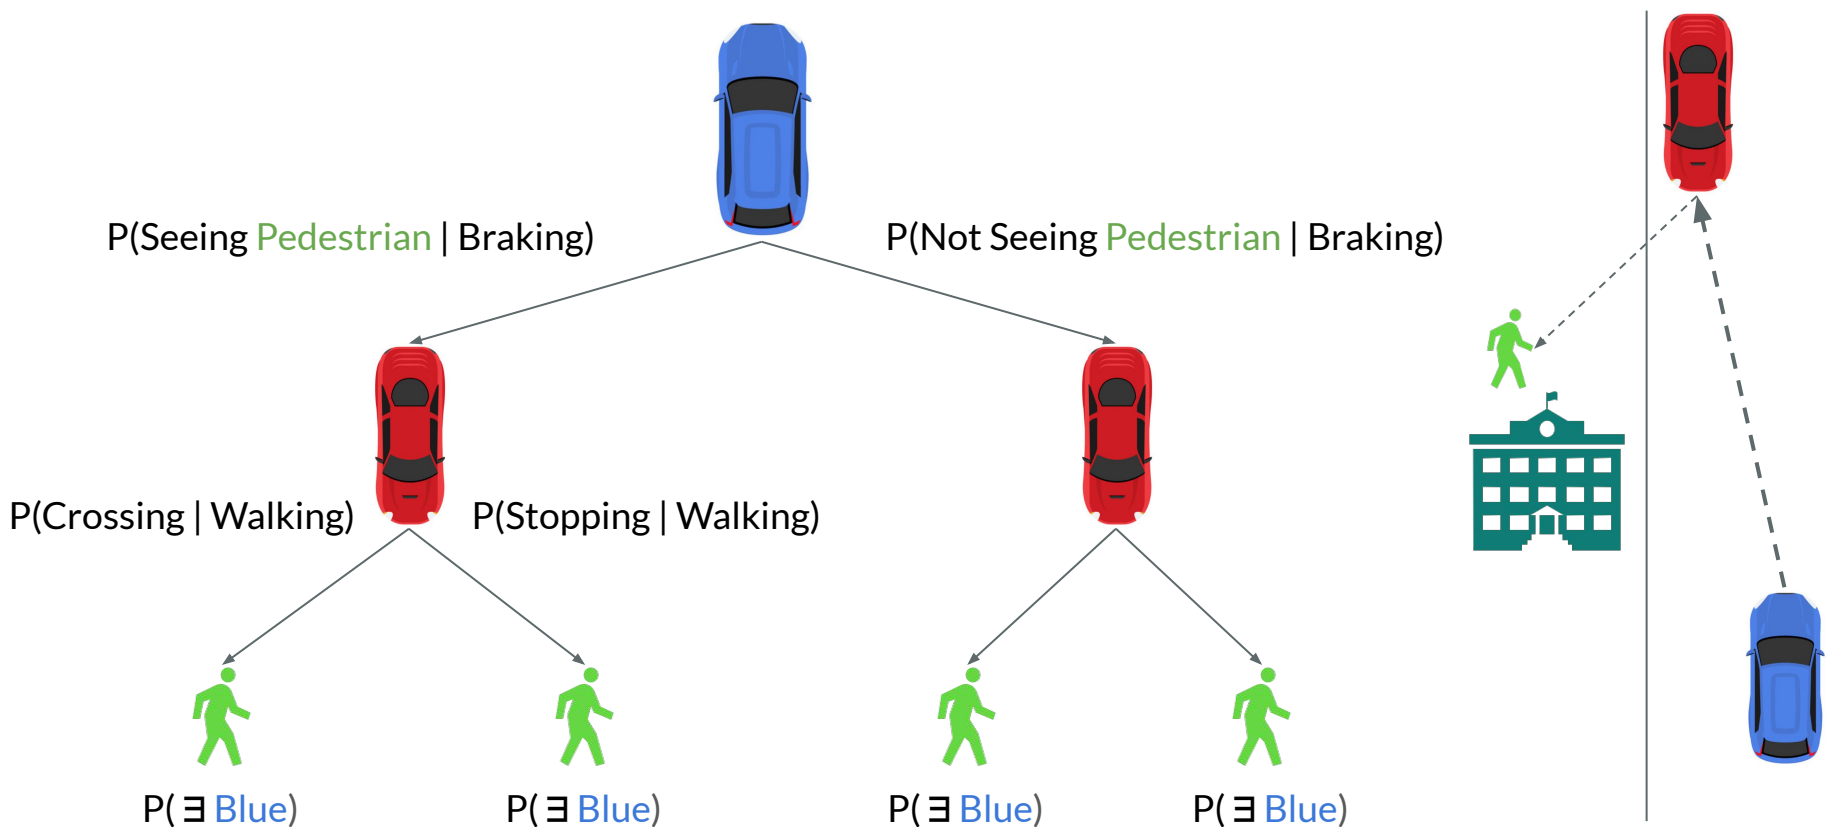 P(Seeing Pedestrian | Braking)
P(Not Seeing Pedestrian | Braking)
P(Crossing | Walking)
P(Stopping | Walking)
P( ∃ Blue)
P( ∃ Blue)
P( ∃ Blue)
P( ∃ Blue)